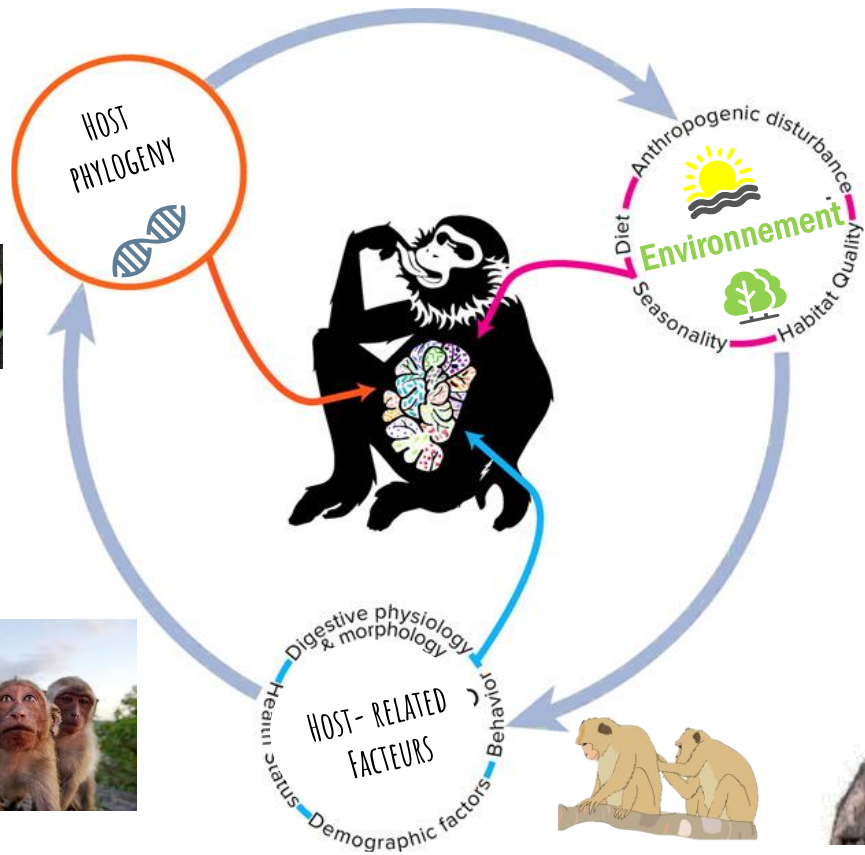 HOST
PHYLOGENY
Anthropogenic disturbance
Diet
Environnement
Habitat Quality
Seasonality
Digestive physiology
& morphology
Health status
HOST- RELATED
FACTEURS
Behavior
Demographic factors